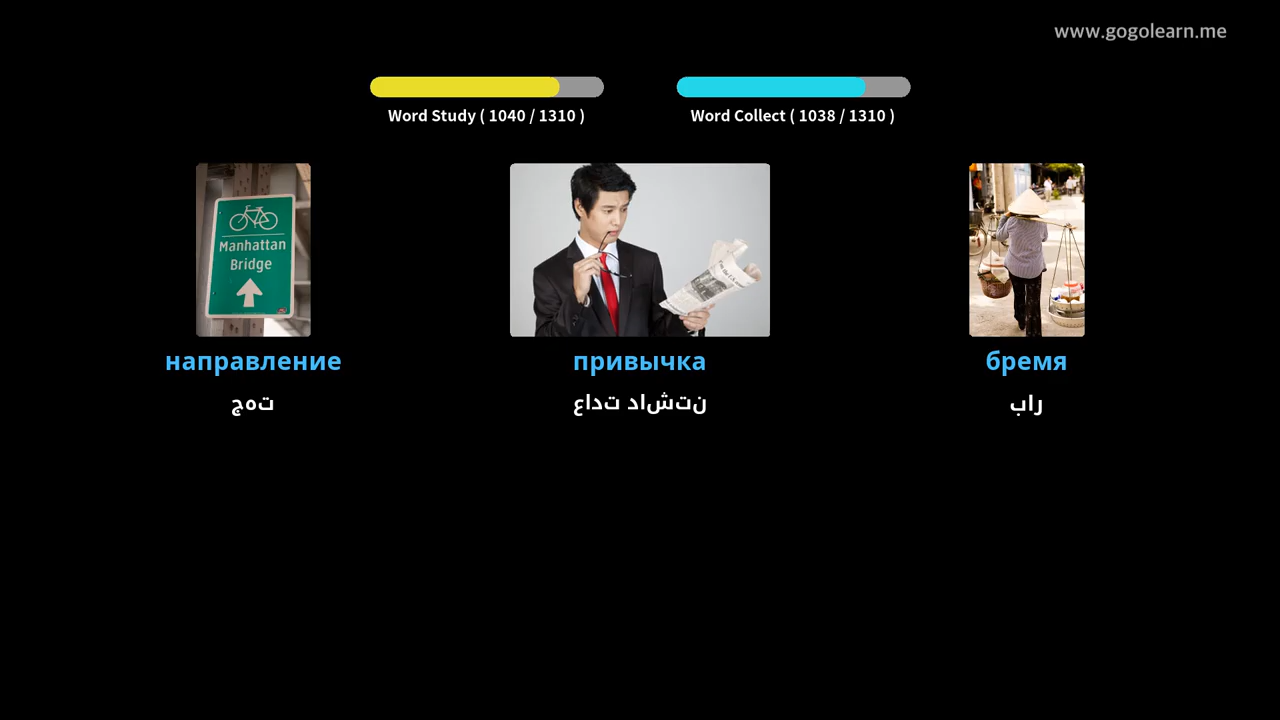 www.gogolearn.me
Word Study ( 1040 / 1310 )
Word Collect ( 1038 / 1310 )
Manhattan
Bridge
направление
جهت
привычка
عادت داشتن
бремя
بار